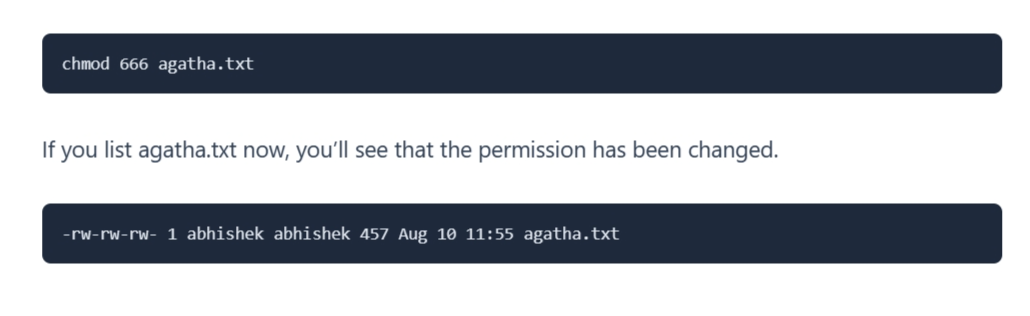 chmod 666 agatha.txt
If you list agatha.txt now, you’ll see that the permission has been changed.
-rw-rw-rw- 1 abhishek abhishek 457 Aug 10 11:55 agatha.txt